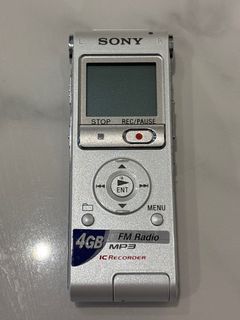 L R
SONY
STOP REC/PAUSE
ENT
MENU
4GB FM Radio
MP3
IC RECORDER